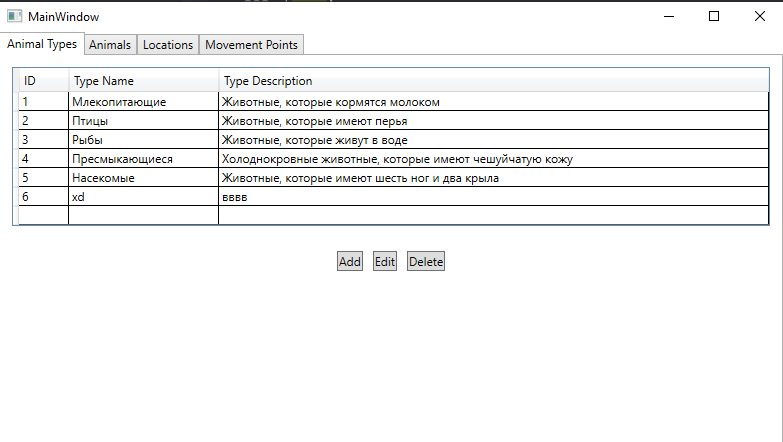 MainWindow
Animal Types Animals Locations Movement Points
ID Type Name Type Description
1 Млекопитающие Животные, которые кормятся молоком
2 Птицы Животные, которые имеют перья
3 Рыбы Животные, которые живут в воде
4 Пресмыкающиеся Холоднокровные животные, которые имеют чешуйчатую кожу
5 Насекомые Животные, которые имеют шесть ног и два крыла
6 xd вввв
Add Edit Delete